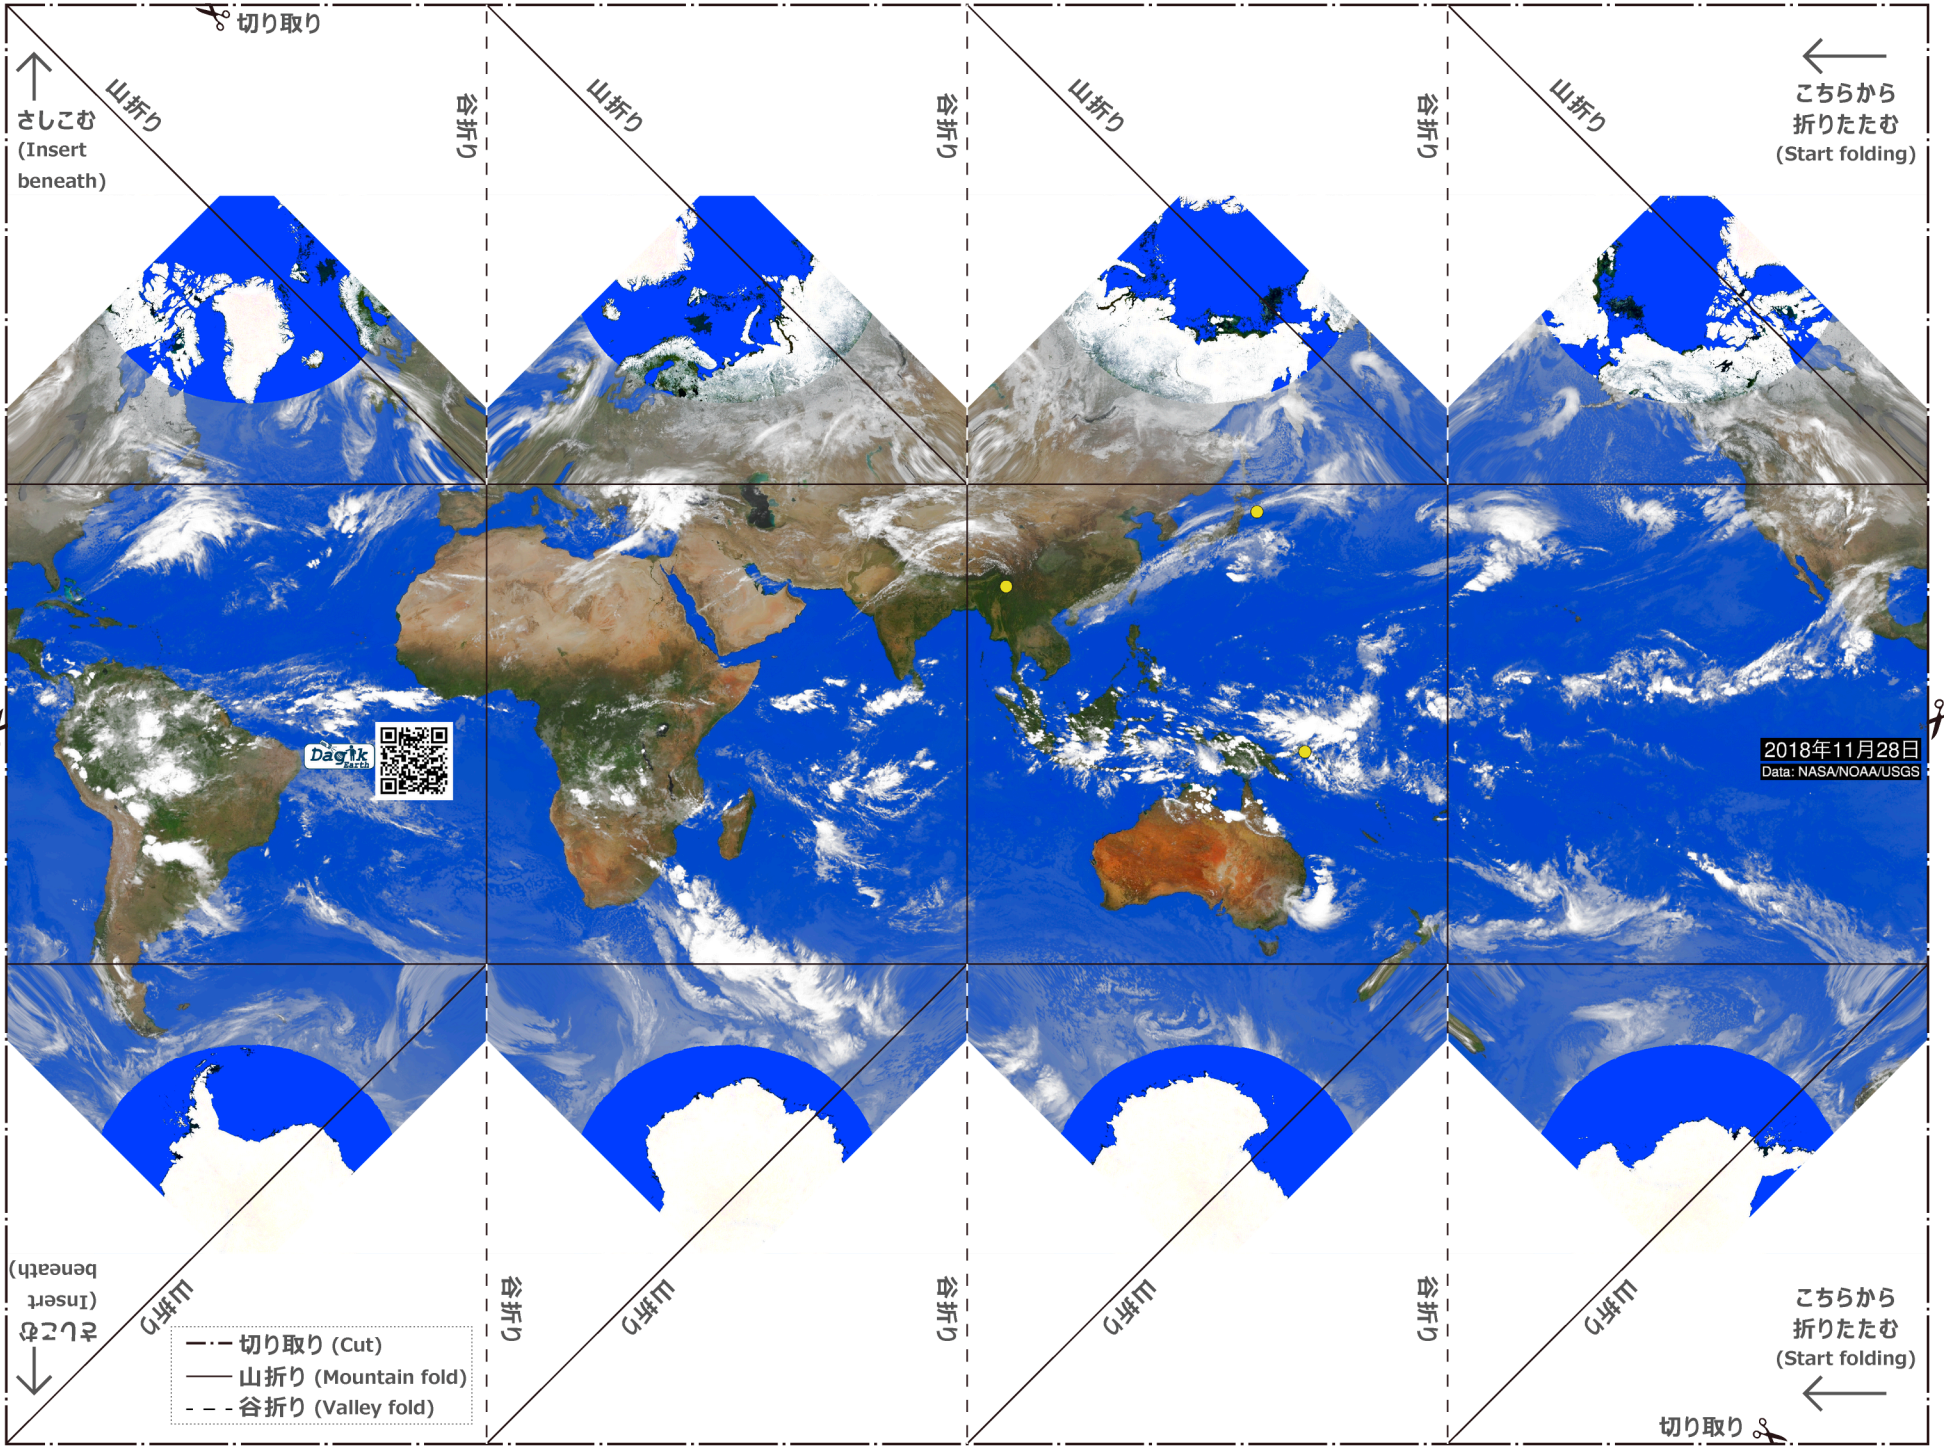 切り取り
山折り
谷折り
山折り
谷折り
山折り
谷折り
山折り
さしこむ
(Insert
beneath)
こちらから
折りたたむ
(Start folding)
Dagik
Earth
2018年11月28日
Data: NASA/NOAA/USGS
さしこむ
(Insert
beneath)
山折り
谷折り
山折り
谷折り
山折り
谷折り
山折り
切り取り (Cut)
山折り (Mountain fold)
谷折り (Valley fold)
こちらから
折りたたむ
(Start folding)
切り取り